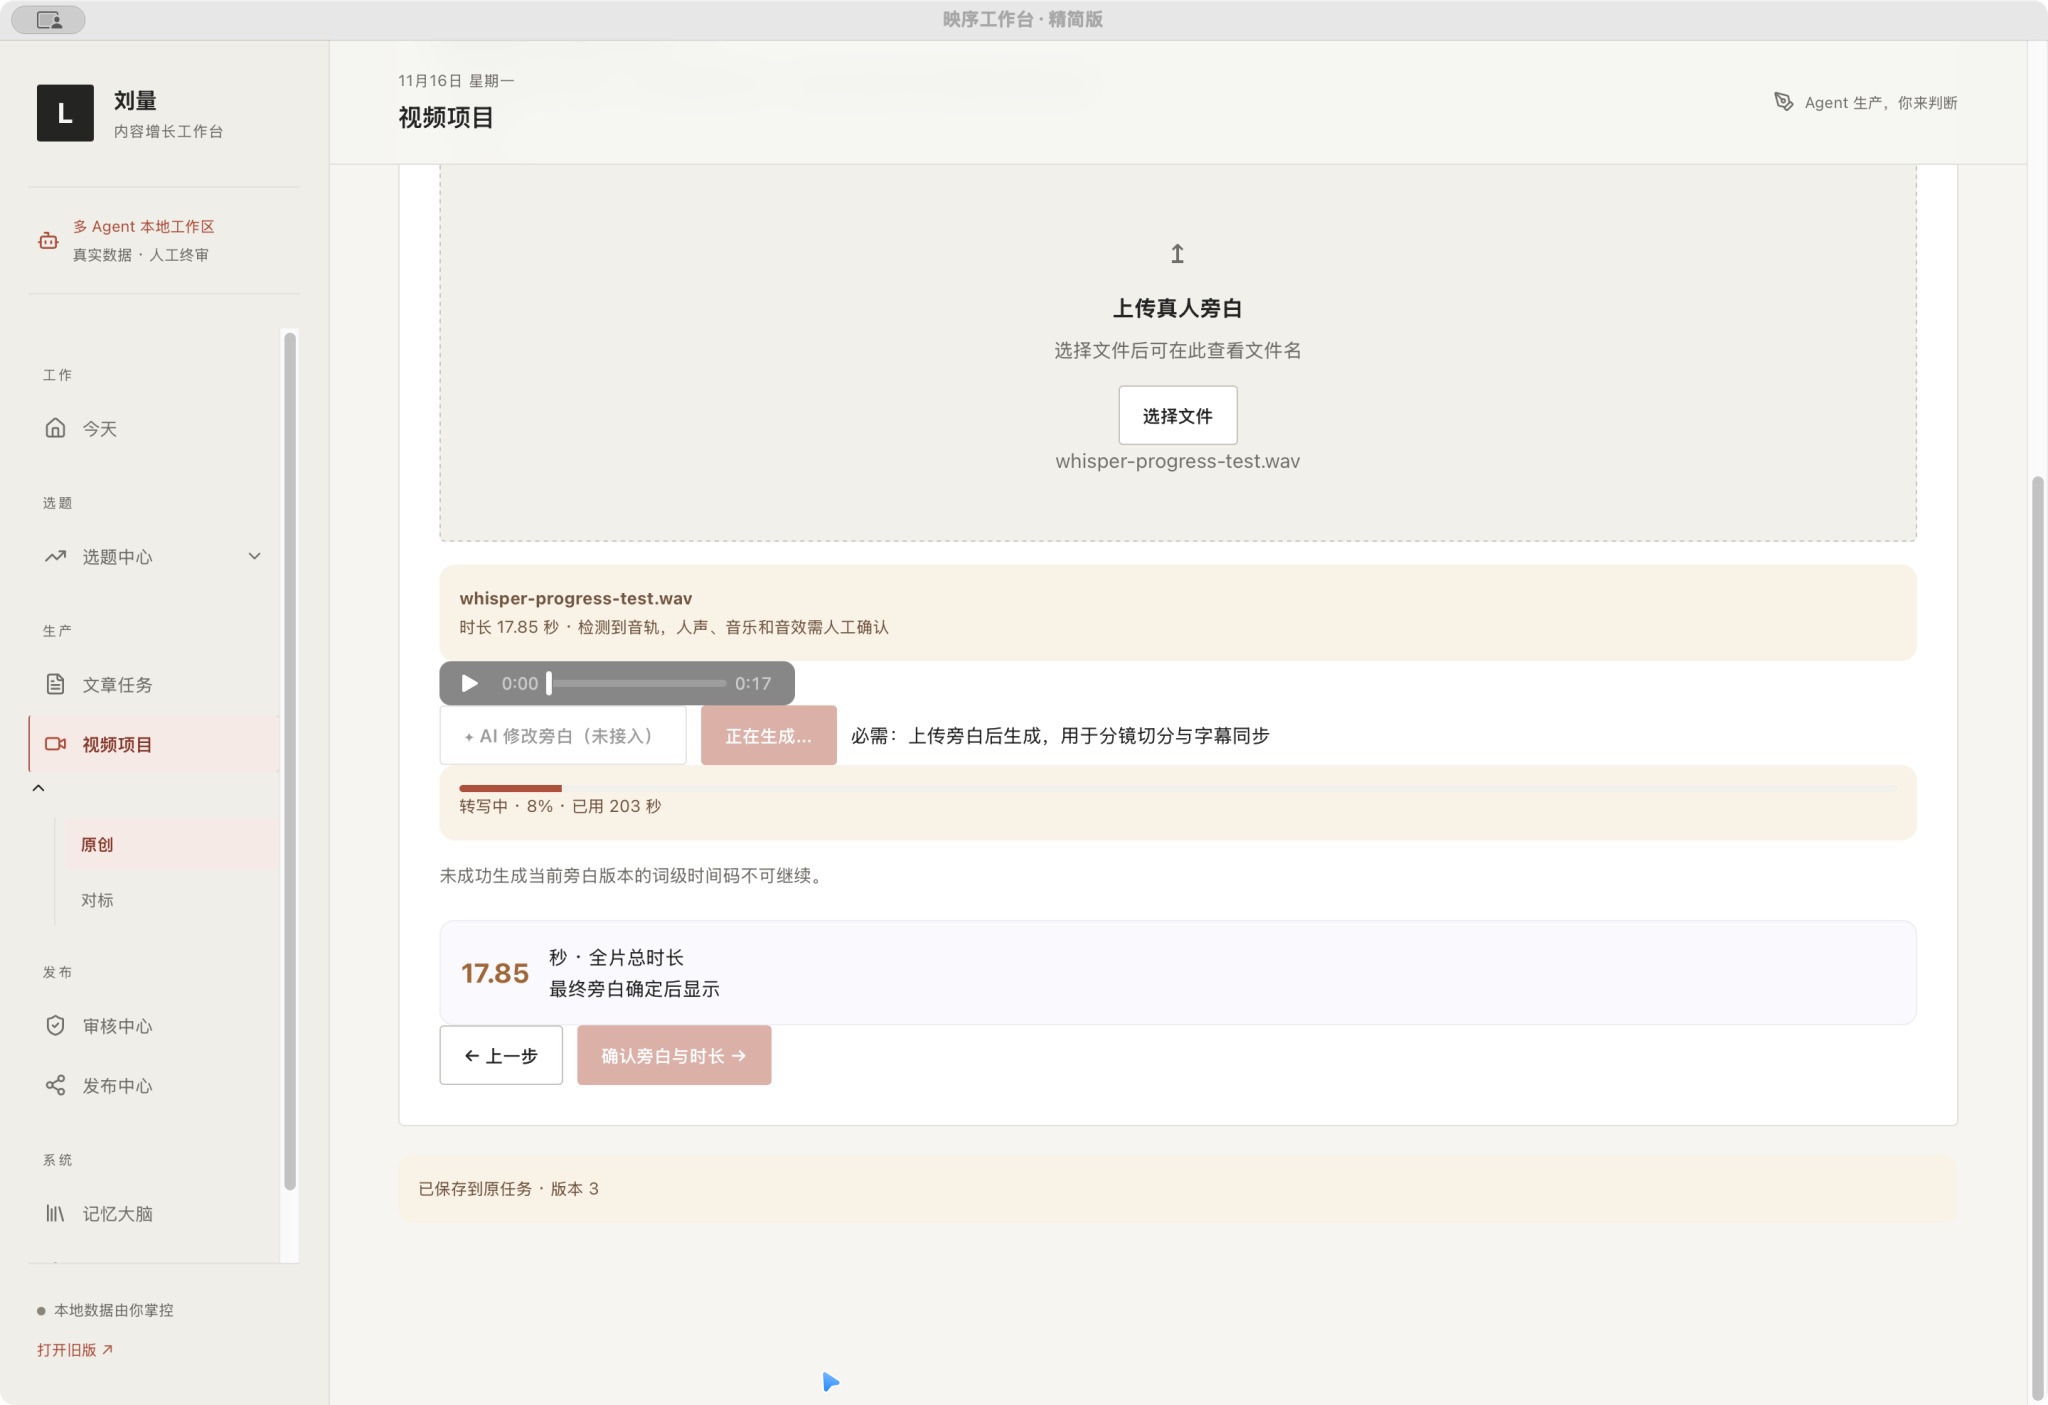 映序工作台 · 精简版
L
刘量
内容增长工作台
多 Agent 本地工作区
真实数据 · 人工终审
工作
今天
选题
选题中心
生产
文章任务
视频项目
原创
对标
发布
审核中心
发布中心
系统
记忆大脑
本地数据由你掌控
打开旧版 ↗
11月16日 星期一
视频项目
Agent 生产，你来判断
↥
上传真人旁白
选择文件后可在此查看文件名
选择文件
whisper-progress-test.wav
whisper-progress-test.wav
时长 17.85 秒 · 检测到音轨，人声、音乐和音效需人工确认
0:00 0:17
✦ AI 修改旁白（未接入） 正在生成... 必需：上传旁白后生成，用于分镜切分与字幕同步
转写中 · 8% · 已用 203 秒
未成功生成当前旁白版本的词级时间码不可继续。
17.85
秒 · 全片总时长
最终旁白确定后显示
← 上一步 确认旁白与时长 →
已保存到原任务 · 版本 3